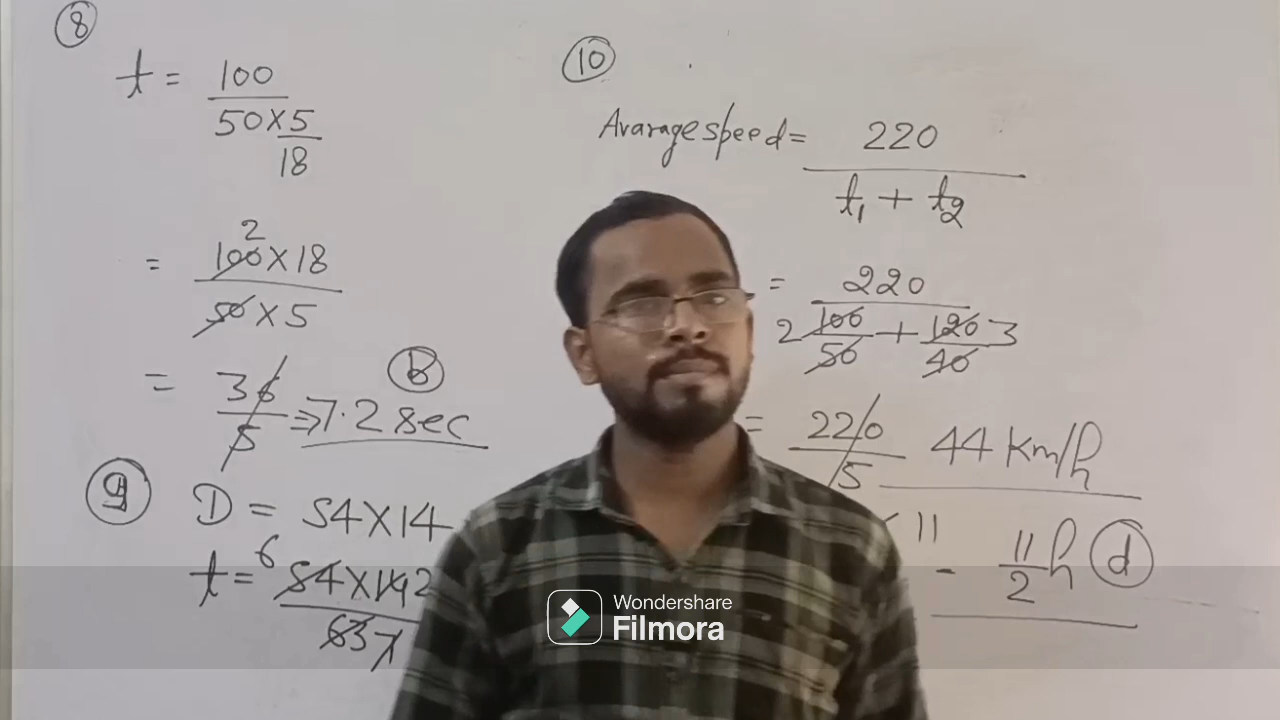 8
t = 100
50 X 5
18
2
= 100 X 18
50 X 5
= 36
5
⇒ 7.2 sec
b
9
D = 54 X 14
t = 6 54 X 14 2
63 7
10
Avarage speed = 220
t1 + t2
= 220
2 100 + 120 3
50 40
= 220
5
44 Km/h
11
- 11 h d
2
Wondershare
Filmora